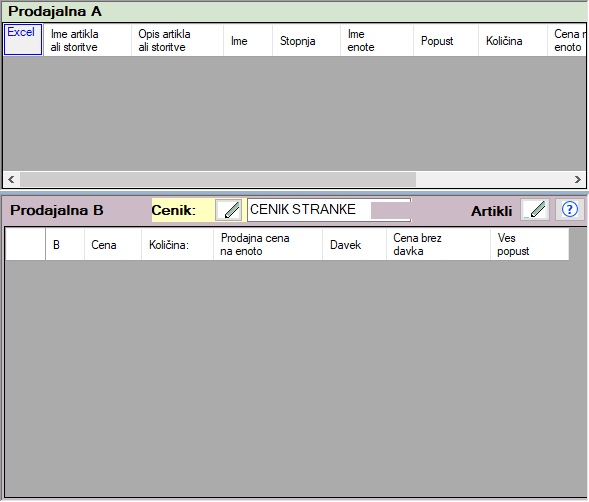 Prodajalna A
Excel
Ime artikla
ali storitve
Opis artikla
ali storitve
Ime
Stopnja
Ime
enote
Popust
Količina
Cena
enoto
Prodajalna B
Cenik:
CENIK STRANKE
Artikli
?
B
Cena
Količina:
Prodajna cena
na enoto
Davek
Cena brez
davka
Ves
popust